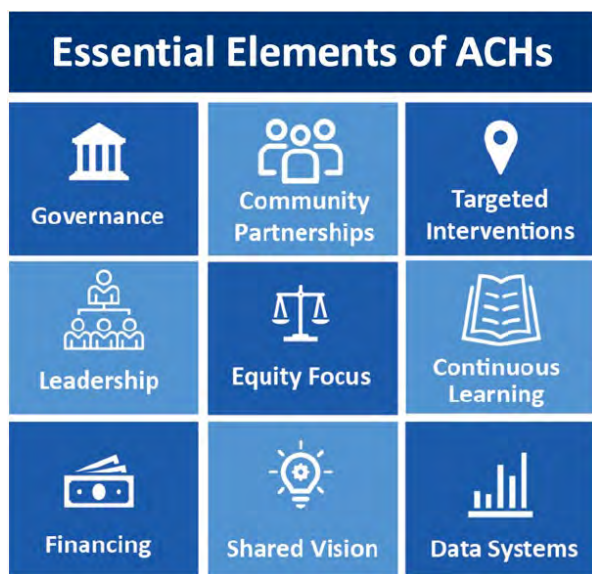 Essential Elements of ACHs
Governance
Community
Partnerships
Targeted
Interventions
Leadership
Equity Focus
Continuous
Learning
Financing
Shared Vision
Data Systems